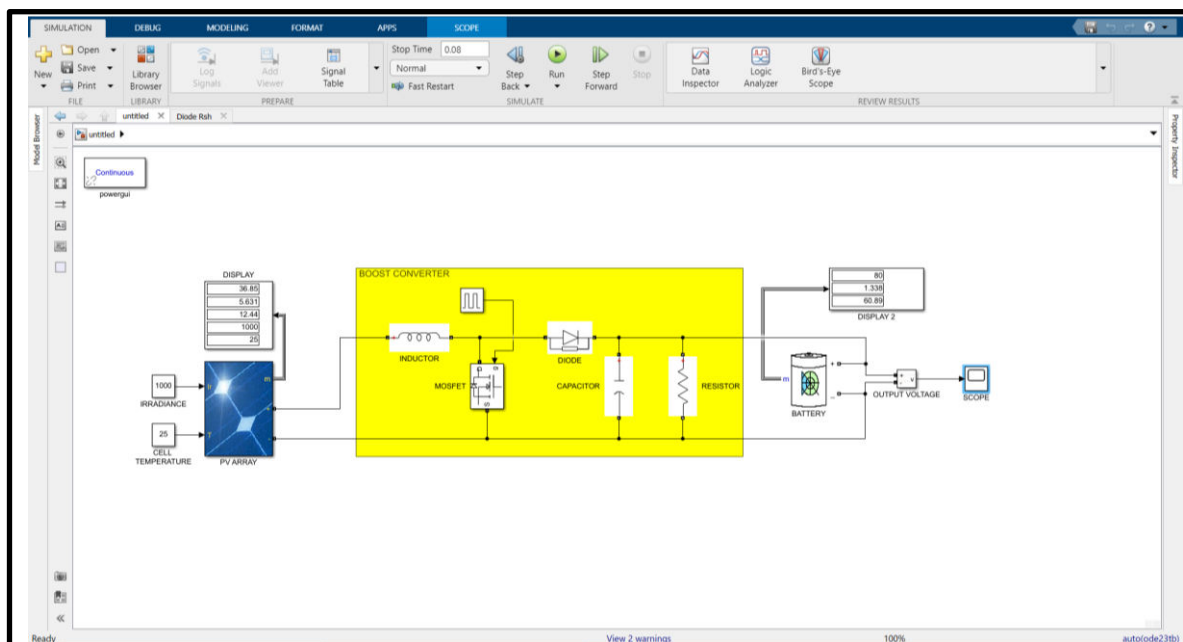 SIMULATION DEBUG MODELING FORMAT APPS SCOPE
New
Open
Save
Print
FILE
Library Browser
LIBRARY
Log Signals
Add Viewer
Signal Table
PREPARE
Stop Time 0.08
Normal
Fast Restart
Step Back
Run
Step Forward
Stop
SIMULATE
Data Inspector
Logic Analyzer
Bird's-Eye Scope
REVIEW RESULTS
Model Browser
untitled
Diode Rsh
untitled
Property Inspector
Continuous
powergui
DISPLAY
36.85
5.631
12.44
1000
25
1000
IRRADIANCE
25
CELL
TEMPERATURE
PV ARRAY
m
BOOST CONVERTER
INDUCTOR
MOSFET
DIODE
CAPACITOR
RESISTOR
80
1.338
60.89
DISPLAY 2
m
BATTERY
OUTPUT VOLTAGE
SCOPE
Ready
View 2 warnings
100%
auto(ode23tb)